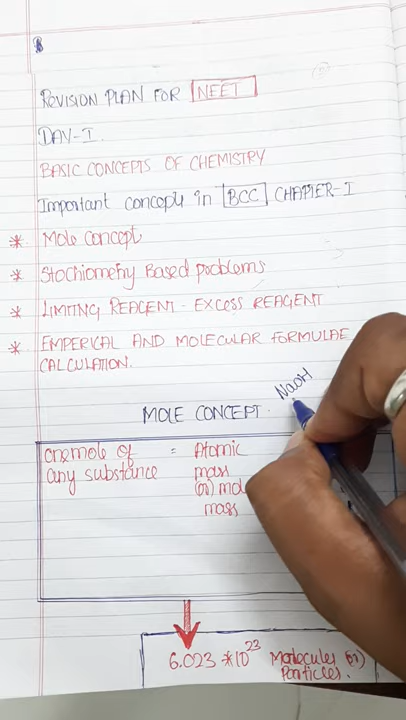 REVISION PLAN FOR NEET
DAY-I.
BASIC CONCEPTS OF CHEMISTRY
Important concepts in BCC CHAPTER-I
* Mole Concept
* Stochiometry Based problems
* LIMITING REAGENT - EXCESS REAGENT
* EMPERICAL AND MOLECULAR FORMULAE
CALCULATION.
NaOH
MOLE CONCEPT.
One mole of = Atomic
any substance mass
(or)
mass
6.023 *10^23 Molecules (or)
Particles.